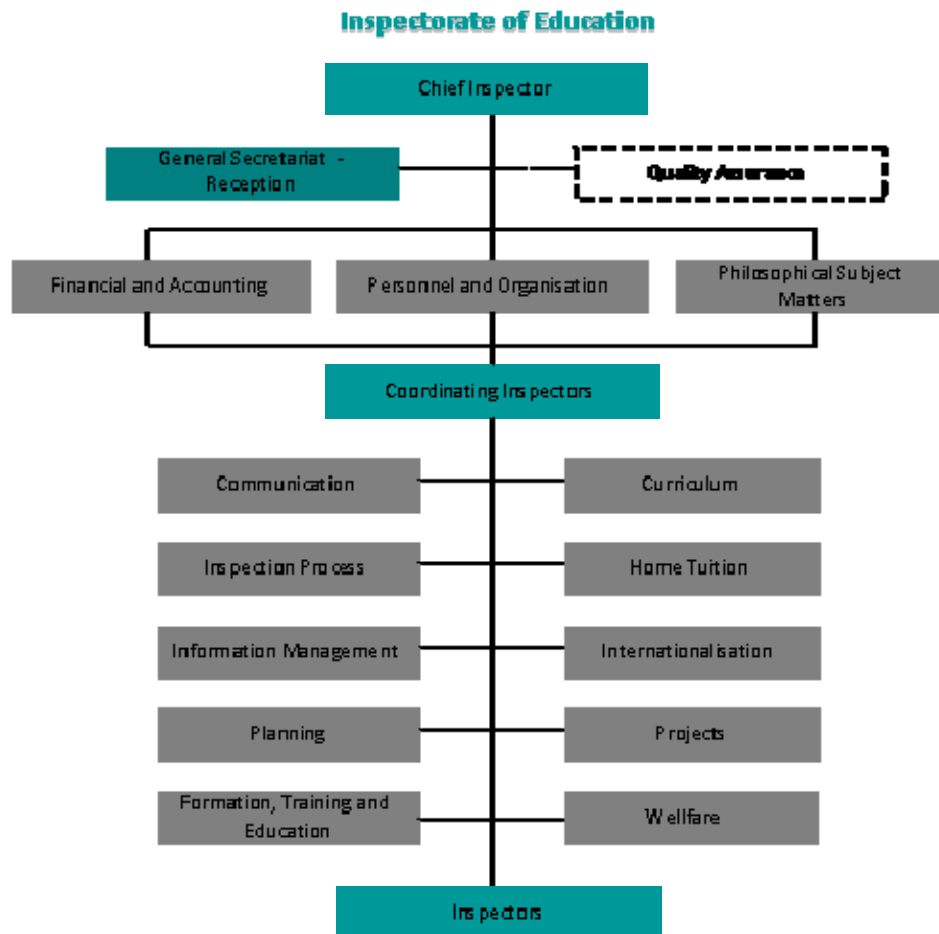 Inspectorate of Education
Chief Inspector
General Secretariat -
Reception
Quality Assurance
Financial and Accounting
Personnel and Organisation
Philosophical Subject
Matters
Coordinating Inspectors
Communication
Curriculum
Inspection Process
Home Tuition
Information Management
Internationalisation
Planning
Projects
Formation, Training and
Education
Wellfare
Inspectors